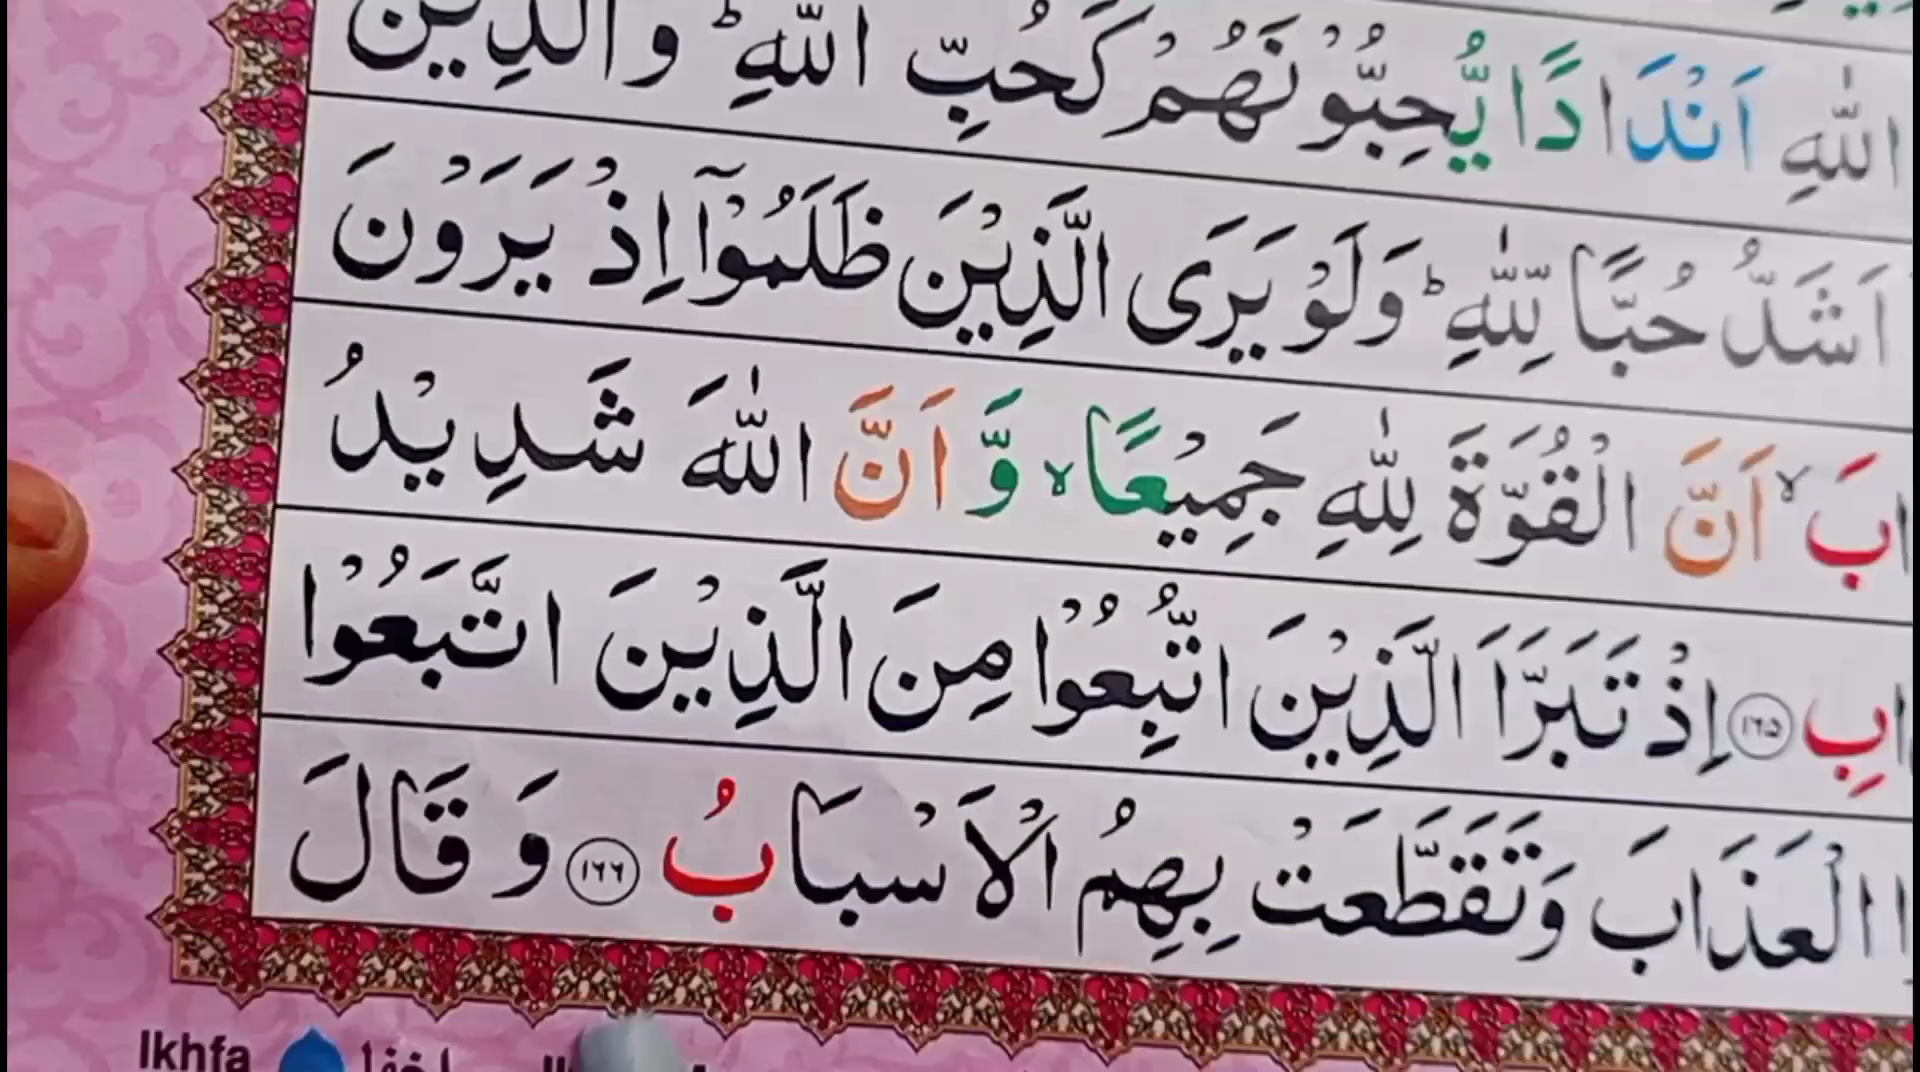 اللّٰهِ اَنْدَادًا يُّحِبُّوْنَهُمْ كَحُبِّ اللّٰهِ ؕ وَالَّذِيْنَ
اَشَدُّ حُبًّا لِّلّٰهِ ؕ وَلَوْ يَرَى الَّذِيْنَ ظَلَمُوْۤا اِذْ يَرَوْنَ
ابَ ۙ اَنَّ الْقُوَّةَ لِلّٰهِ جَمِيْعًا ۙ وَّاَنَّ اللّٰهَ شَدِيْدُ
ابِ ١٦٥ اِذْ تَبَرَّاَ الَّذِيْنَ اتُّبِعُوْا مِنَ الَّذِيْنَ اتَّبَعُوْا
ا الْعَذَابَ وَتَقَطَّعَتْ بِهِمُ الْاَسْبَابُ ١٦٦ وَ قَالَ
Ikhfa اخفا